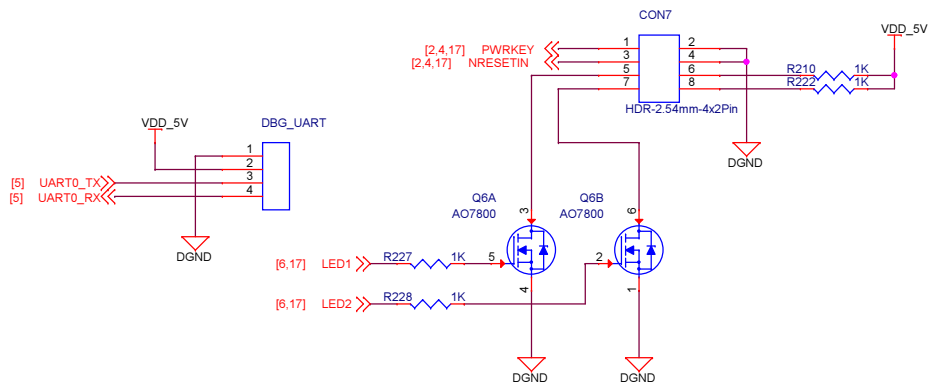 CON7
VDD_5V
[2,4,17] PWRKEY 1 2
[2,4,17] NRESETIN 3 4
5 6 R210 1K
7 8 R222 1K
HDR-2.54mm-4x2Pin
DGND
VDD_5V DBG_UART
1
2
[5] UART0_TX 3
[5] UART0_RX 4
DGND
Q6A 3 Q6B 6
AO7800 AO7800
[6,17] LED1 R227 1K 5 2
4 1
[6,17] LED2 R228 1K
DGND DGND